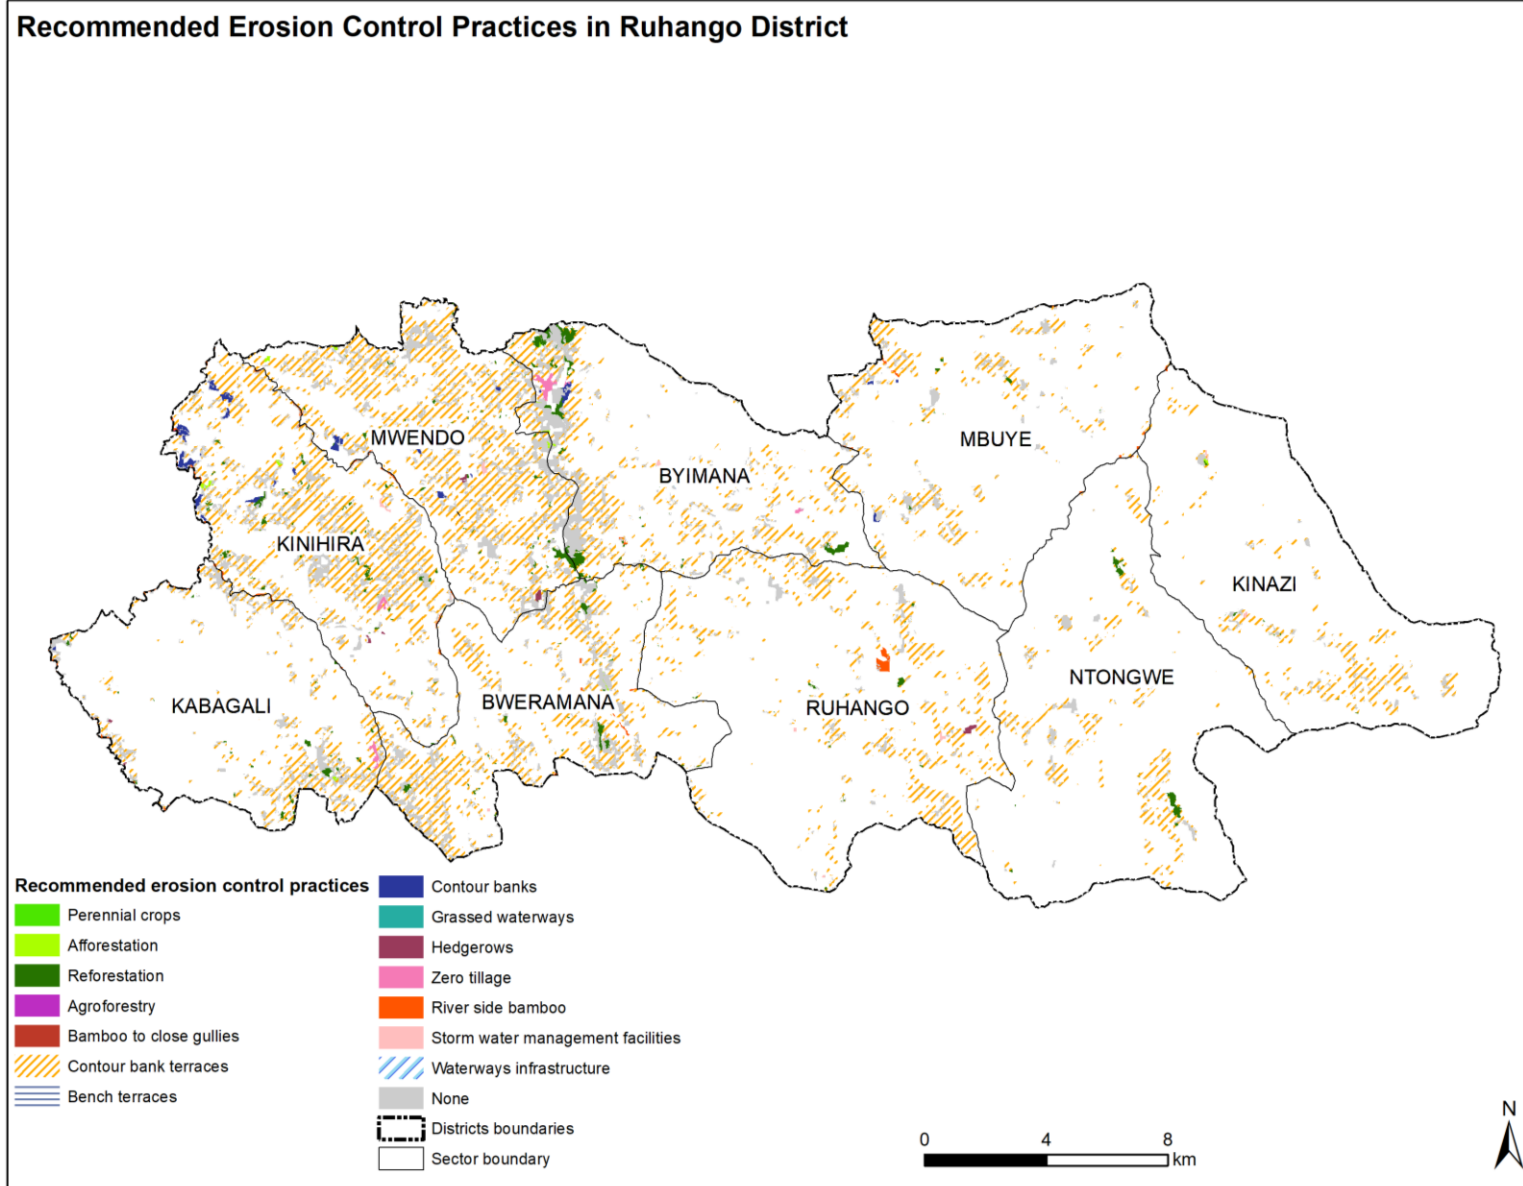 Recommended Erosion Control Practices in Ruhango District
MWENDO
MBUYE
BYIMANA
KINIHIRA
KINAZI
NTONGWE
KABAGALI
BWERAMANA
RUHANGO
Recommended erosion control practices
Perennial crops
Afforestation
Reforestation
Agroforestry
Bamboo to close gullies
Contour bank terraces
Bench terraces
Contour banks
Grassed waterways
Hedgerows
Zero tillage
River side bamboo
Storm water management facilities
Waterways infrastructure
None
Districts boundaries
Sector boundary
0 4 8
km
N